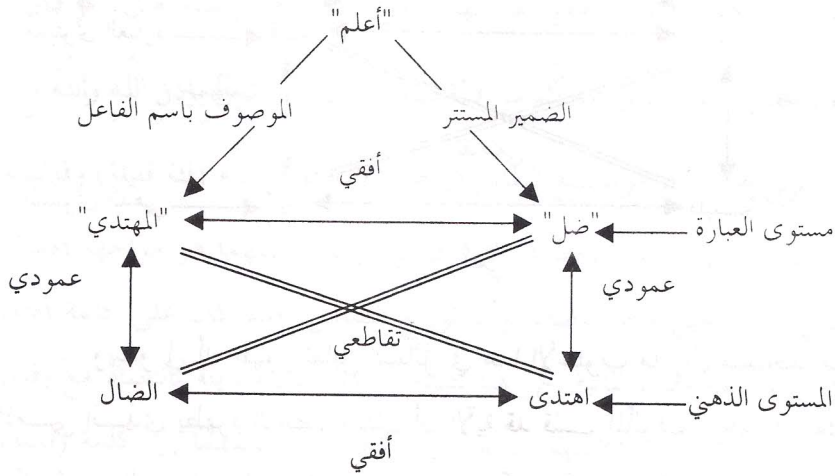 "أعلم"
الضمير المستتر
الموصوف باسم الفاعل
أفقي
مستوى العبارة
"ضل"
"المهتدي"
عمودي
عمودي
تقاطعي
المستوى الذهني
اهتدى
الضال
أفقي